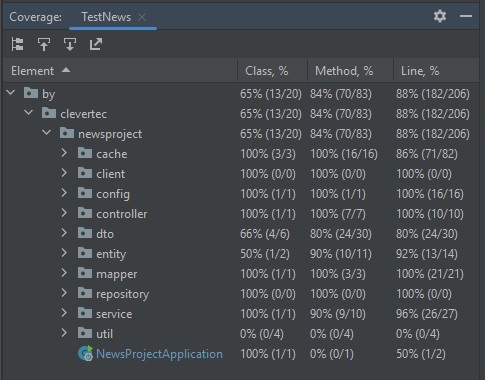 Coverage: TestNews
Element Class, % Method, % Line, %
by 65% (13/20) 84% (70/83) 88% (182/206)
clevertec 65% (13/20) 84% (70/83) 88% (182/206)
newsproject 65% (13/20) 84% (70/83) 88% (182/206)
cache 100% (3/3) 100% (16/16) 86% (71/82)
client 100% (0/0) 100% (0/0) 100% (0/0)
config 100% (1/1) 100% (1/1) 100% (16/16)
controller 100% (1/1) 100% (7/7) 100% (10/10)
dto 66% (4/6) 80% (24/30) 80% (24/30)
entity 50% (1/2) 90% (10/11) 92% (13/14)
mapper 100% (1/1) 100% (3/3) 100% (21/21)
repository 100% (0/0) 100% (0/0) 100% (0/0)
service 100% (1/1) 90% (9/10) 96% (26/27)
util 0% (0/4) 0% (0/4) 0% (0/4)
NewsProjectApplication 100% (1/1) 0% (0/1) 50% (1/2)